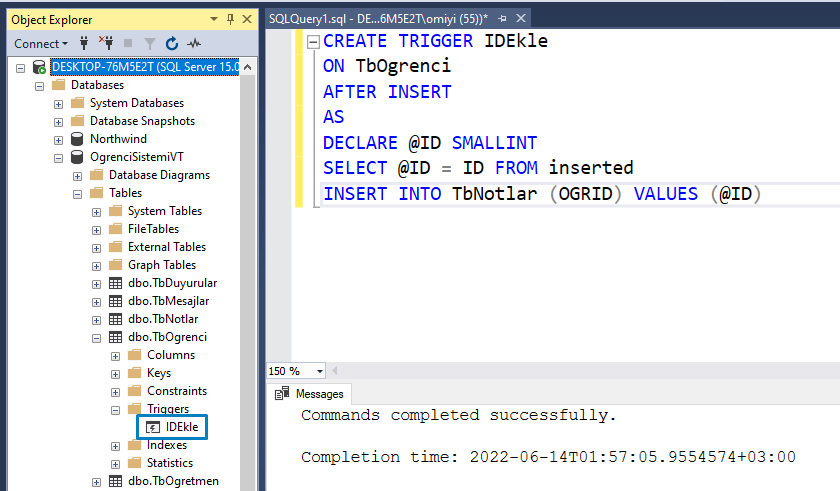 Object Explorer
Connect
DESKTOP-76M5E2T (SQL Server 15.0
Databases
System Databases
Database Snapshots
Northwind
OgrenciSistemiVT
Database Diagrams
Tables
System Tables
FileTables
External Tables
Graph Tables
dbo.TbDuyurular
dbo.TbMesajlar
dbo.TbNotlar
dbo.TbOgrenci
Columns
Keys
Constraints
Triggers
IDEkle
Indexes
Statistics
dbo.TbOgretmen
SQLQuery1.sql - DE...6M5E2T\omiyi (55))*
CREATE TRIGGER IDEkle
ON TbOgrenci
AFTER INSERT
AS
DECLARE @ID SMALLINT
SELECT @ID = ID FROM inserted
INSERT INTO TbNotlar (OGRID) VALUES (@ID)
150 %
Messages
Commands completed successfully.
Completion time: 2022-06-14T01:57:05.9554574+03:00